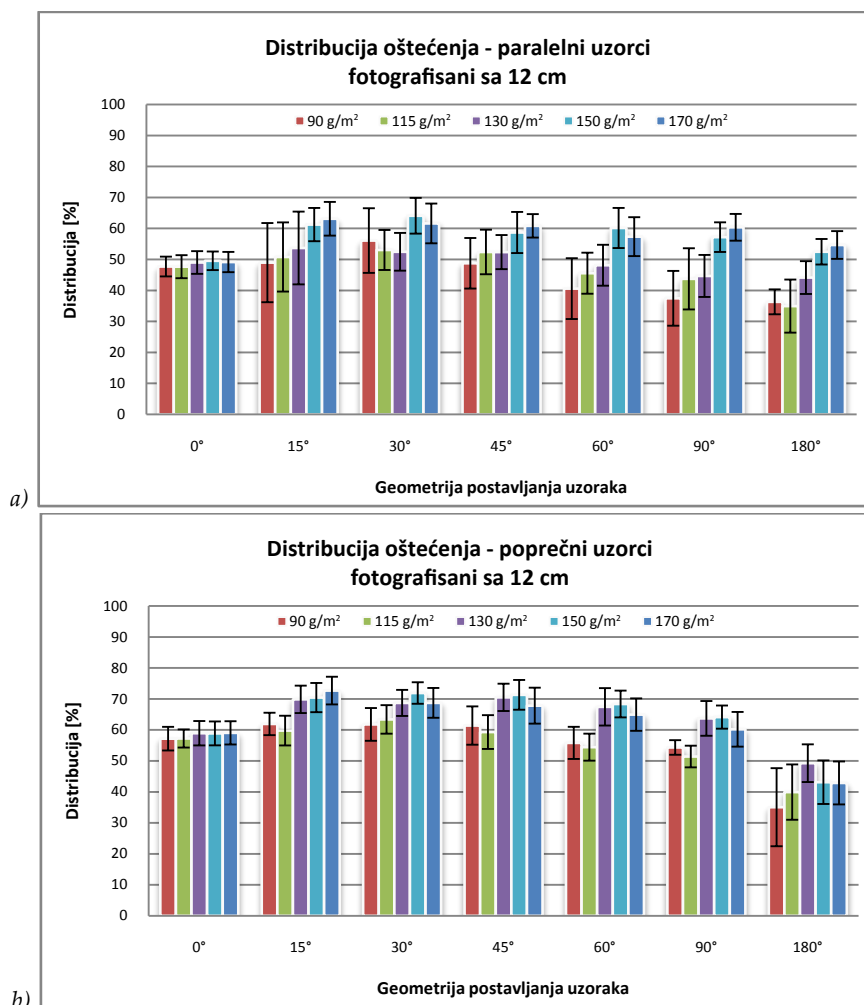 Distribucija oštećenja - paralelni uzorci
fotografisani sa 12 cm
100
90 g/m² 115 g/m² 130 g/m² 150 g/m² 170 g/m²
90
80
70
60
50
40
30
20
10
0
Distribucija [%]
0° 15° 30° 45° 60° 90° 180°
Geometrija postavljanja uzoraka
a)
Distribucija oštećenja - poprečni uzorci
fotografisani sa 12 cm
100
90 g/m² 115 g/m² 130 g/m² 150 g/m² 170 g/m²
90
80
70
60
50
40
30
20
10
0
Distribucija [%]
0° 15° 30° 45° 60° 90° 180°
Geometrija postavljanja uzoraka